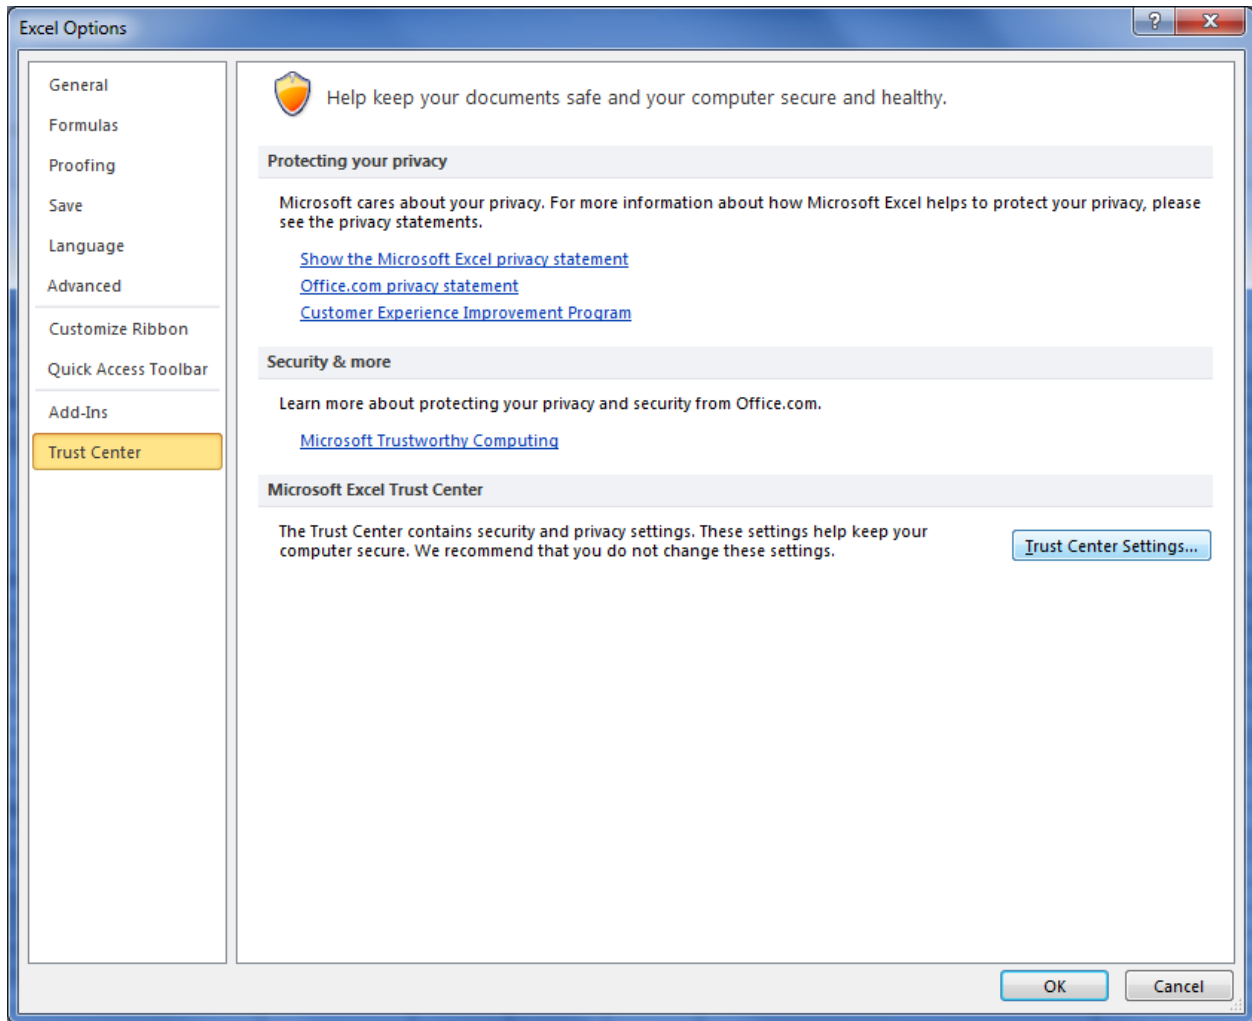 Excel Options
General
Formulas
Proofing
Save
Language
Advanced
Customize Ribbon
Quick Access Toolbar
Add-Ins
Trust Center
Help keep your documents safe and your computer secure and healthy.
Protecting your privacy
Microsoft cares about your privacy. For more information about how Microsoft Excel helps to protect your privacy, please
see the privacy statements.
Show the Microsoft Excel privacy statement
Office.com privacy statement
Customer Experience Improvement Program
Security & more
Learn more about protecting your privacy and security from Office.com.
Microsoft Trustworthy Computing
Microsoft Excel Trust Center
The Trust Center contains security and privacy settings. These settings help keep your
computer secure. We recommend that you do not change these settings.
Trust Center Settings...
OK
Cancel